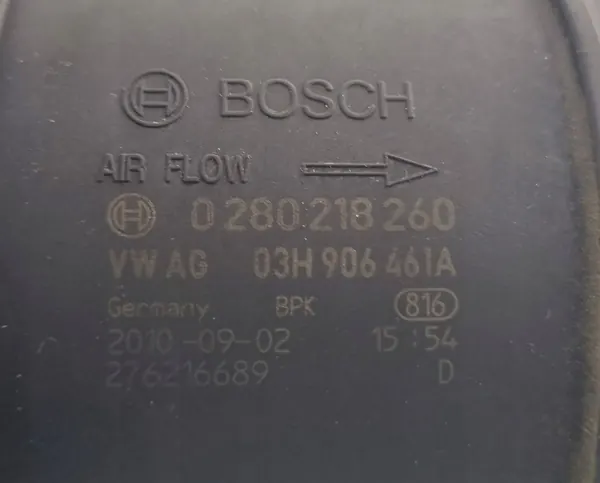 BOSCH
AIR FLOW
0 280 218 260
VW AG 03H 906 461A
Germany BPK 816
2010-09-02 15:54
276216689 D